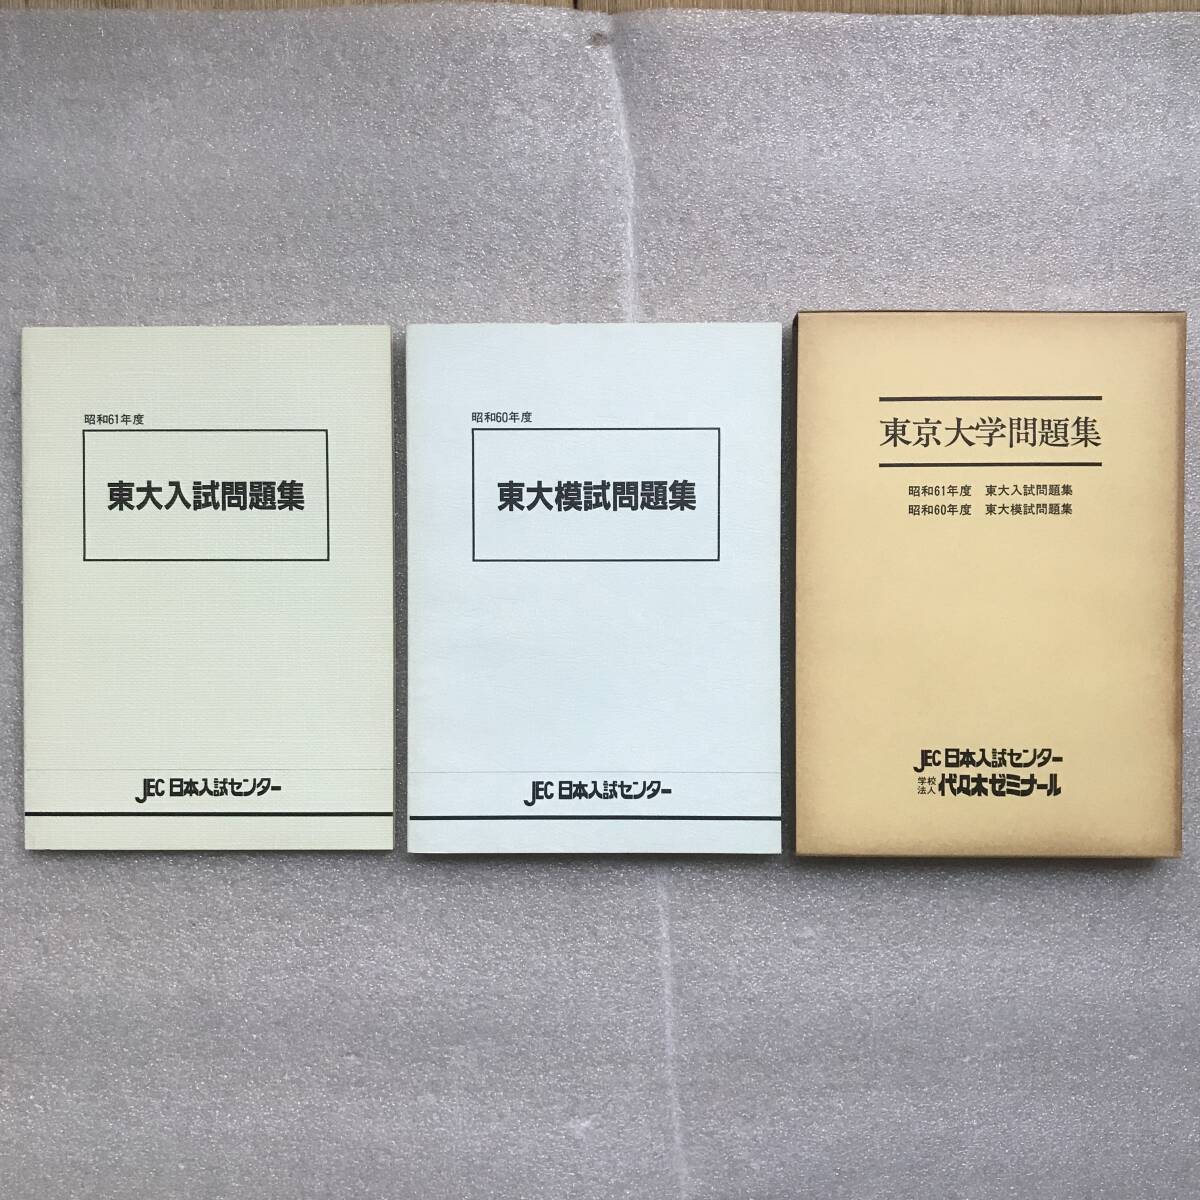 昭和61年度
東大入試問題集
JEC 日本入試センター
昭和60年度
東大模試問題集
JEC 日本入試センター
東京大学問題集
昭和61年度 東大入試問題集
昭和60年度 東大模試問題集
JEC 日本入試センター
学校法人 代々木ゼミナール